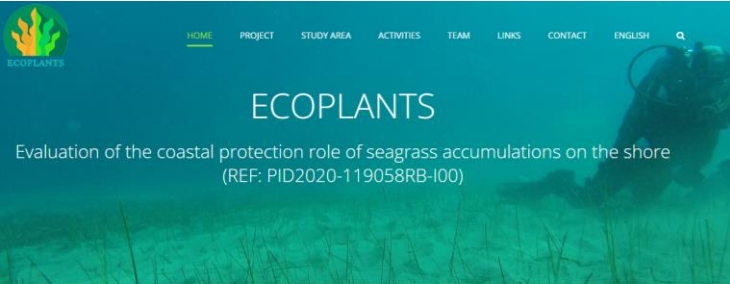 HOME PROJECT STUDY AREA ACTIVITIES TEAM LINKS CONTACT ENGLISH
ECOPLANTS
ECOPLANTS
Evaluation of the coastal protection role of seagrass accumulations on the shore
(REF: PID2020-119058RB-I00)